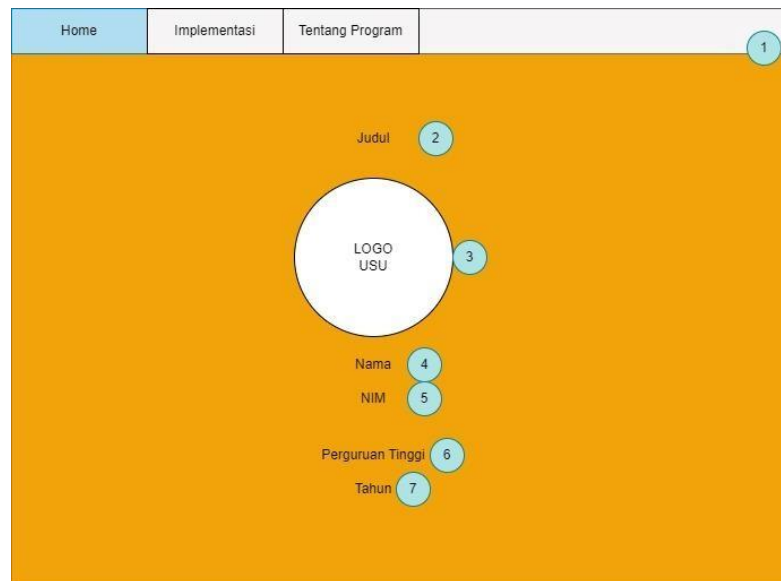 Home Implementasi Tentang Program
1
Judul 2
LOGO
USU
3
Nama 4
NIM 5
Perguruan Tinggi 6
Tahun 7